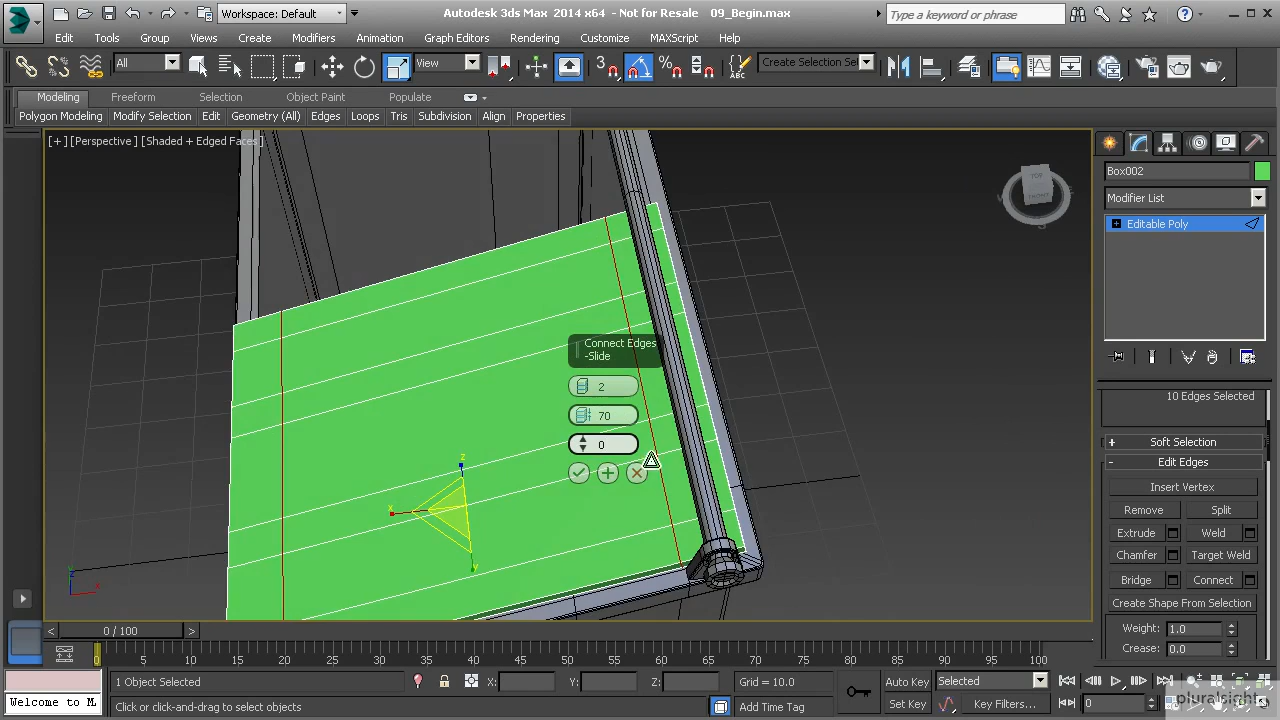 Workspace: Default
Autodesk 3ds Max 2014 x64 - Not for Resale 09_Begin.max
Type a keyword or phrase
Edit Tools Group Views Create Modifiers Animation Graph Editors Rendering Customize MAXScript Help
All View 3 Create Selection Se
Modeling Freeform Selection Object Paint Populate
Polygon Modeling Modify Selection Edit Geometry (All) Edges Loops Tris Subdivision Align Properties
[+] [Perspective] [Shaded + Edged Faces]
TOP
Box002
Modifier List
Editable Poly
Connect Edges
-Slide
2
70
0
z
x
y
10 Edges Selected
+ Soft Selection
- Edit Edges
Insert Vertex
Remove Split
Extrude Weld
Chamfer Target Weld
Bridge Connect
Create Shape From Selection
Weight: 1.0
Crease: 0.0
< 0 / 100 >
0 5 10 15 20 25 30 35 40 45 50 55 60 65 70 75 80 85 90 95 100
1 Object Selected X: Y: Z: Grid = 10.0 Auto Key Selected
Welcome to M Click or click-and-drag to select objects Add Time Tag Set Key Key Filters... 0
pluralsight